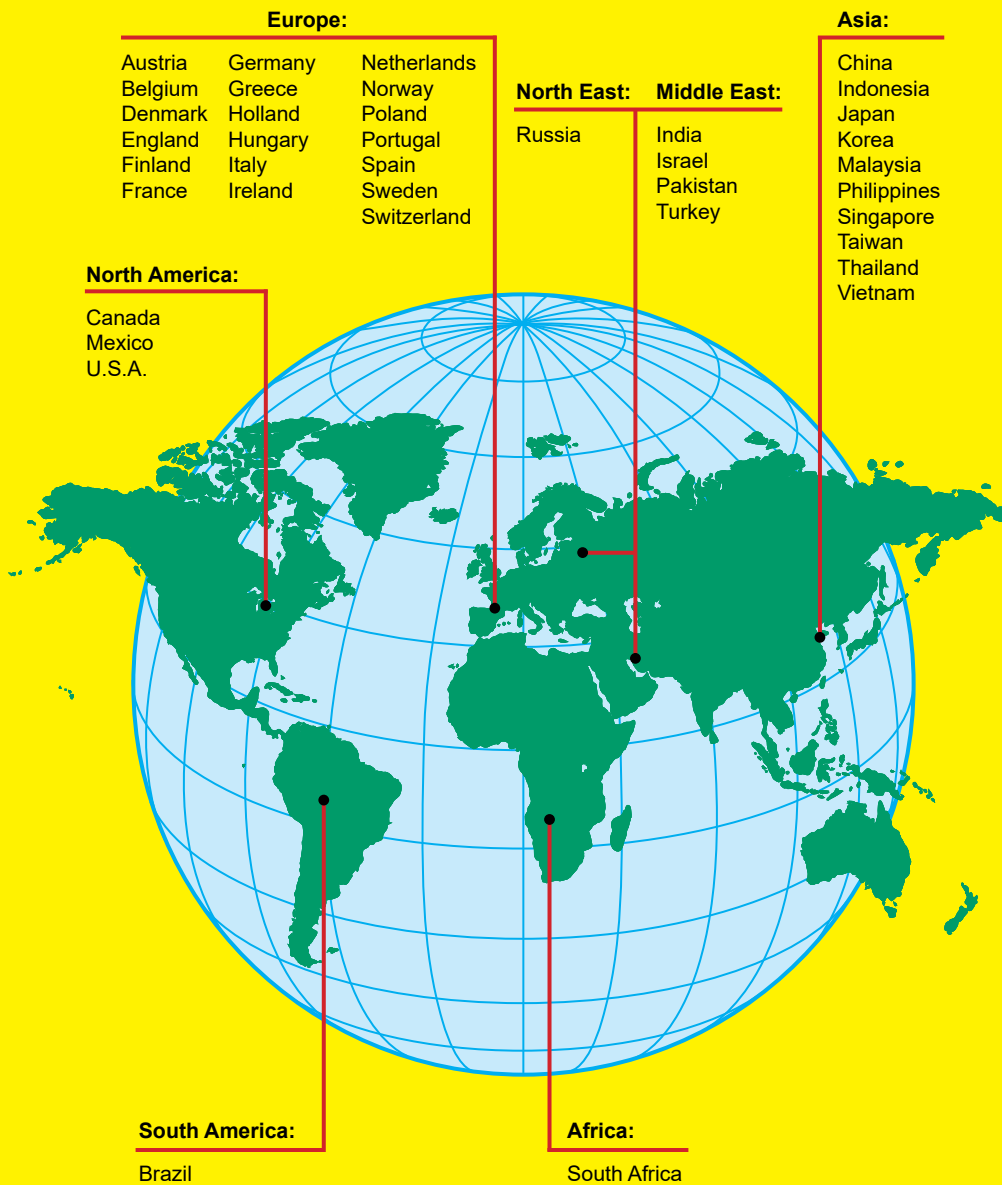 Europe:
Austria
Belgium
Denmark
England
Finland
France
Germany
Greece
Holland
Hungary
Italy
Ireland
Netherlands
Norway
Poland
Portugal
Spain
Sweden
Switzerland
North East:
Russia
Middle East:
India
Israel
Pakistan
Turkey
Asia:
China
Indonesia
Japan
Korea
Malaysia
Philippines
Singapore
Taiwan
Thailand
Vietnam
North America:
Canada
Mexico
U.S.A.
South America:
Brazil
Africa:
South Africa